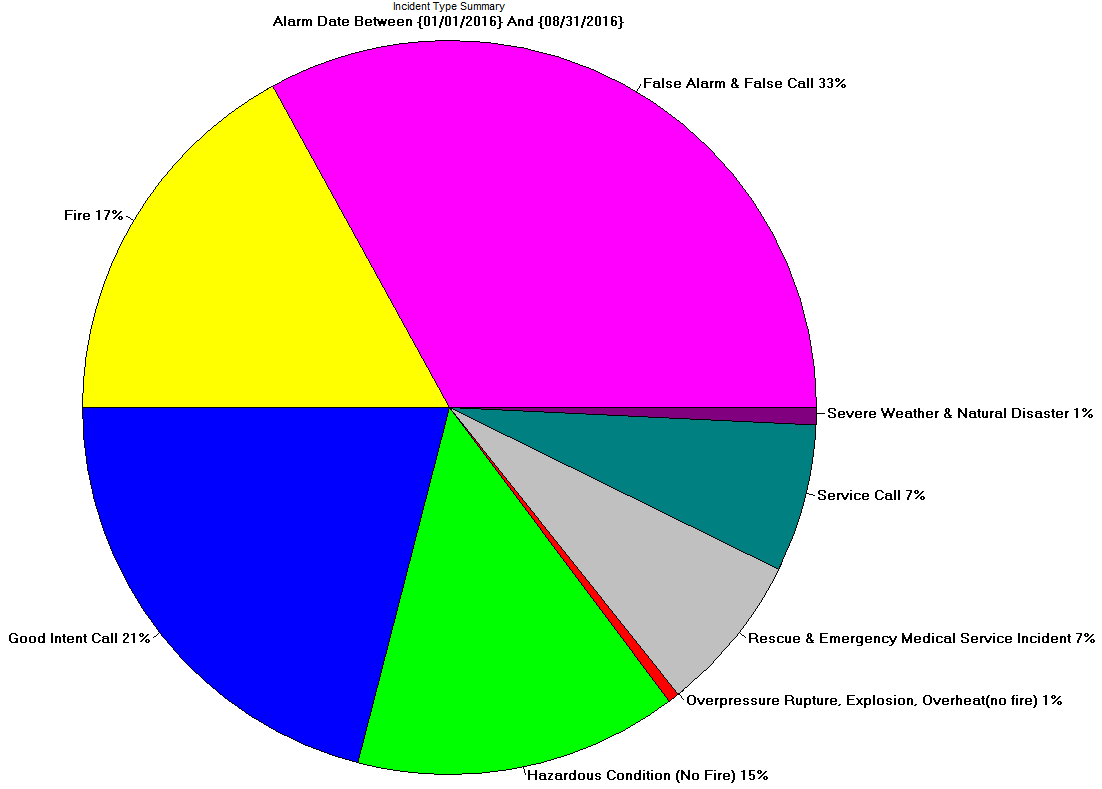 Incident Type Summary
Alarm Date Between {01/01/2016} And {08/31/2016}
False Alarm & False Call 33%
Fire 17%
Severe Weather & Natural Disaster 1%
Service Call 7%
Good Intent Call 21%
Rescue & Emergency Medical Service Incident 7%
Overpressure Rupture, Explosion, Overheat(no fire) 1%
Hazardous Condition (No Fire) 15%